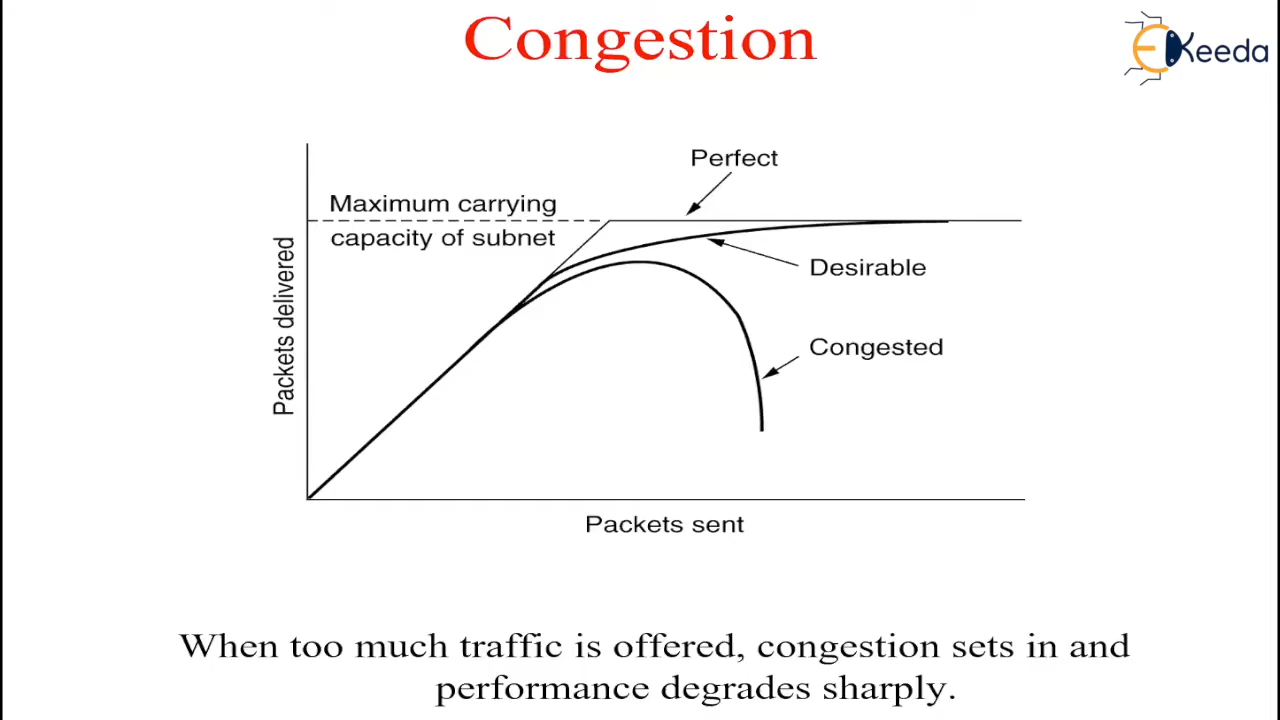 Congestion
EKeeda
Perfect
Maximum carrying
capacity of subnet
Desirable
Packets delivered
Congested
Packets sent
When too much traffic is offered, congestion sets in and
performance degrades sharply.